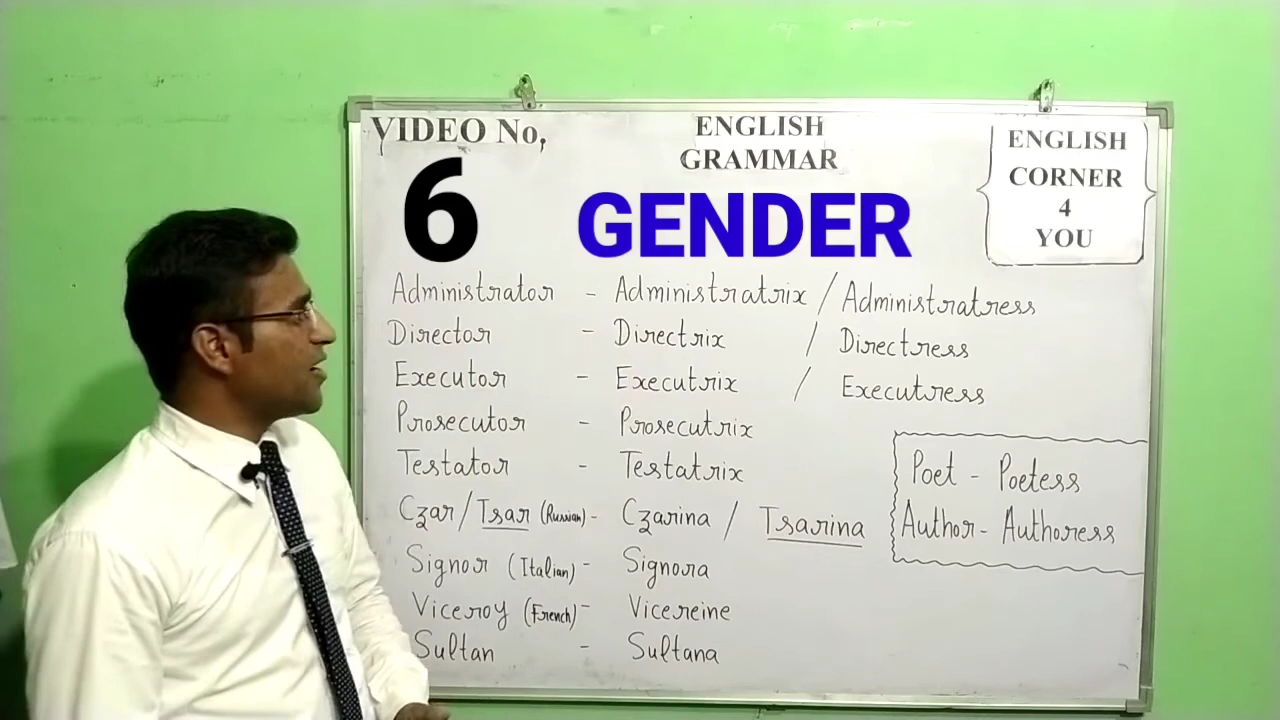 VIDEO No,
6
ENGLISH
GRAMMAR
GENDER
ENGLISH
CORNER
4
YOU
Administrator - Administratrix / Administratress
Director - Directrix / Directress
Executor - Executrix / Executress
Prosecutor - Prosecutrix
Testator - Testatrix
Czar/Tsar (Russian) - Czarina / Tsarina
Signor (Italian) - Signora
Viceroy (French) - Vicereine
Sultan - Sultana
Poet - Poetess
Author - Authoress